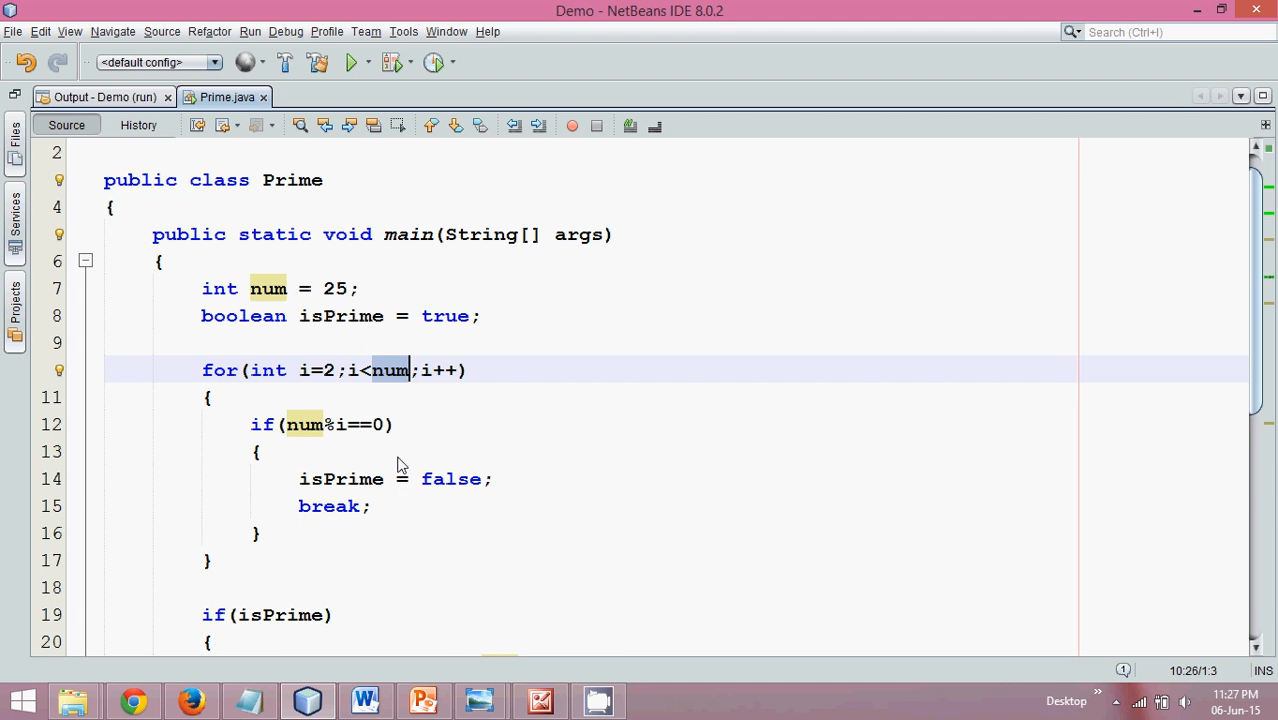 Demo - NetBeans IDE 8.0.2
File Edit View Navigate Source Refactor Run Debug Profile Team Tools Window Help
Search (Ctrl+I)
<default config>
Output - Demo (run)
Prime.java
Source
History
Files
Services
Projects
2
public class Prime
4 {
public static void main(String[] args)
6 {
7 int num = 25;
8 boolean isPrime = true;
9
for(int i=2;i<num;i++)
11 {
12 if(num%i==0)
13 {
14 isPrime = false;
15 break;
16 }
17 }
18
19 if(isPrime)
20 {
1
10:26/1:3
INS
Desktop
11:27 PM
06-Jun-15